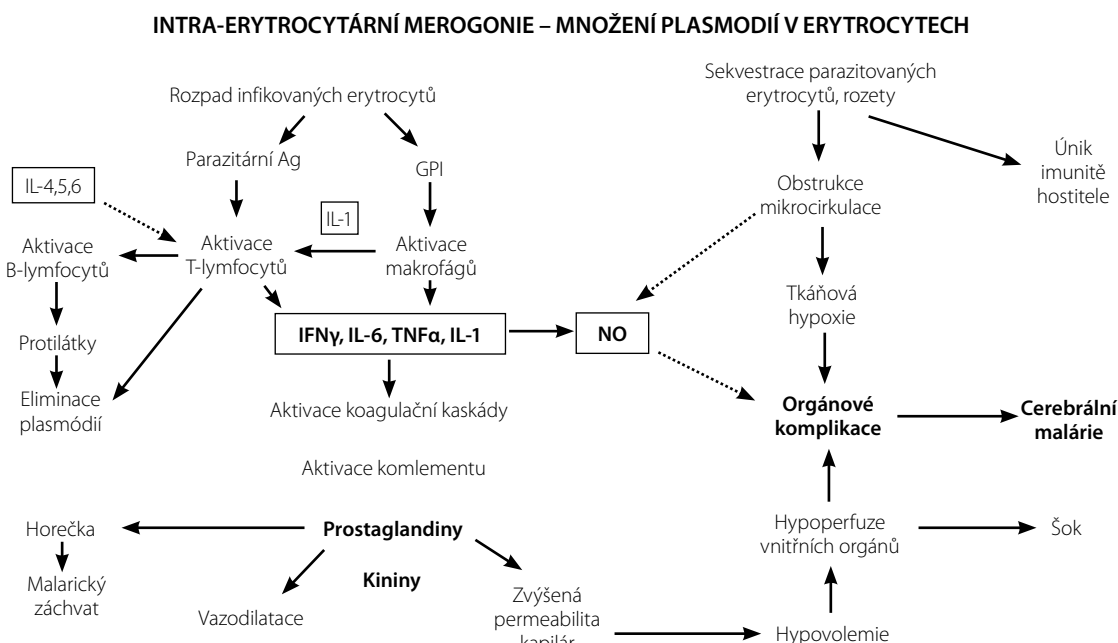 INTRA-ERYTROCYTÁRNÍ MEROGONIE – MNOŽENÍ PLASMODIÍ V ERYTROCYTECH
Rozpad infikovaných erytrocytů
Sekvestrace parazitovaných
erytrocytů, rozety
Parazitární Ag
GPI
Únik
imunitě
hostitele
IL-4,5,6
Obstrukce
mikrocirkulace
IL-1
Aktivace
B-lymfocytů
Aktivace
T-lymfocytů
Aktivace
makrofágů
Tkáňová
hypoxie
Protilátky
IFNγ, IL-6, TNFα, IL-1
NO
Eliminace
plasmódií
Aktivace koagulační kaskády
Orgánové
komplikace
Cerebrální
malárie
Aktivace komlementu
Horečka
Prostaglandiny
Hypoperfuze
vnitřních orgánů
Šok
Malarický
záchvat
Kininy
Vazodilatace
Zvýšená
permeabilita
kapilár
Hypovolemie